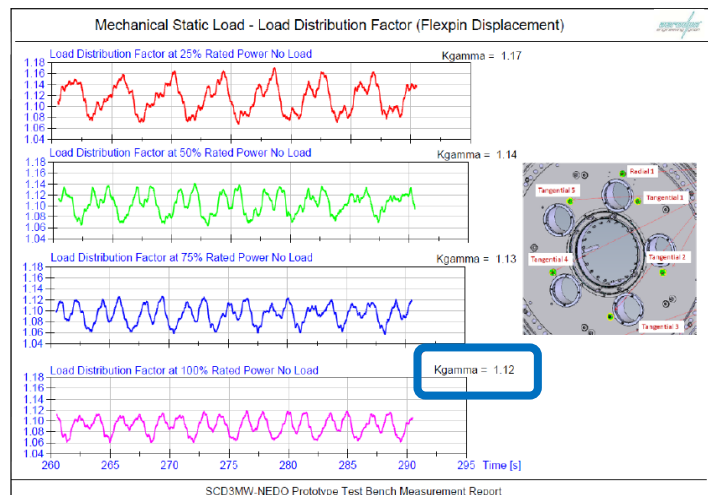 Mechanical Static Load - Load Distribution Factor (Flexpin Displacement)
Load Distribution Factor at 25% Rated Power No Load
Kgamma = 1.17
1.18
1.16
1.14
1.12
1.10
1.08
1.06
1.04
Load Distribution Factor at 50% Rated Power No Load
Kgamma = 1.14
1.18
1.16
1.14
1.12
1.10
1.08
1.06
1.04
Load Distribution Factor at 75% Rated Power No Load
Kgamma = 1.13
1.18
1.16
1.14
1.12
1.10
1.08
1.06
1.04
Load Distribution Factor at 100% Rated Power No Load
Kgamma = 1.12
1.18
1.16
1.14
1.12
1.10
1.08
1.06
1.04
260 265 270 275 280 285 290 295 Time [s]
Radial 1
Tangential 5
Tangential 1
Tangential 4
Tangential 2
Tangential 3
SCD3MW-NEDO Prototype Test Bench Measurement Report